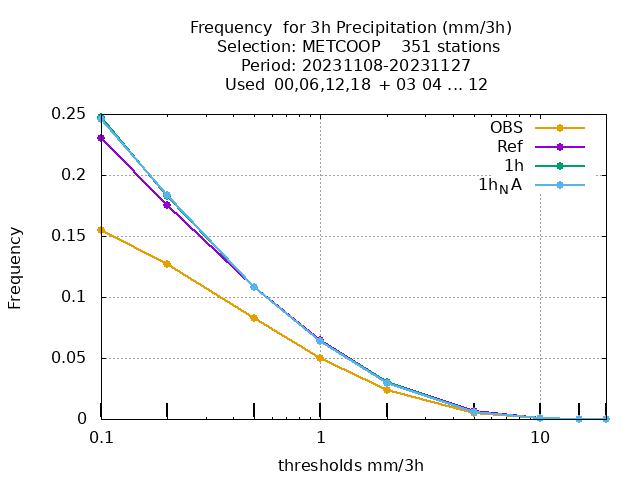 Frequency  for 3h Precipitation (mm/3h)
Selection: METCOOP    351 stations
Period: 20231108-20231127
Used  00,06,12,18 + 03 04 ... 12
OBS
Ref
1h
1h_NA
Frequency
0.25
0.2
0.15
0.1
0.05
0
0.1
1
10
thresholds mm/3h